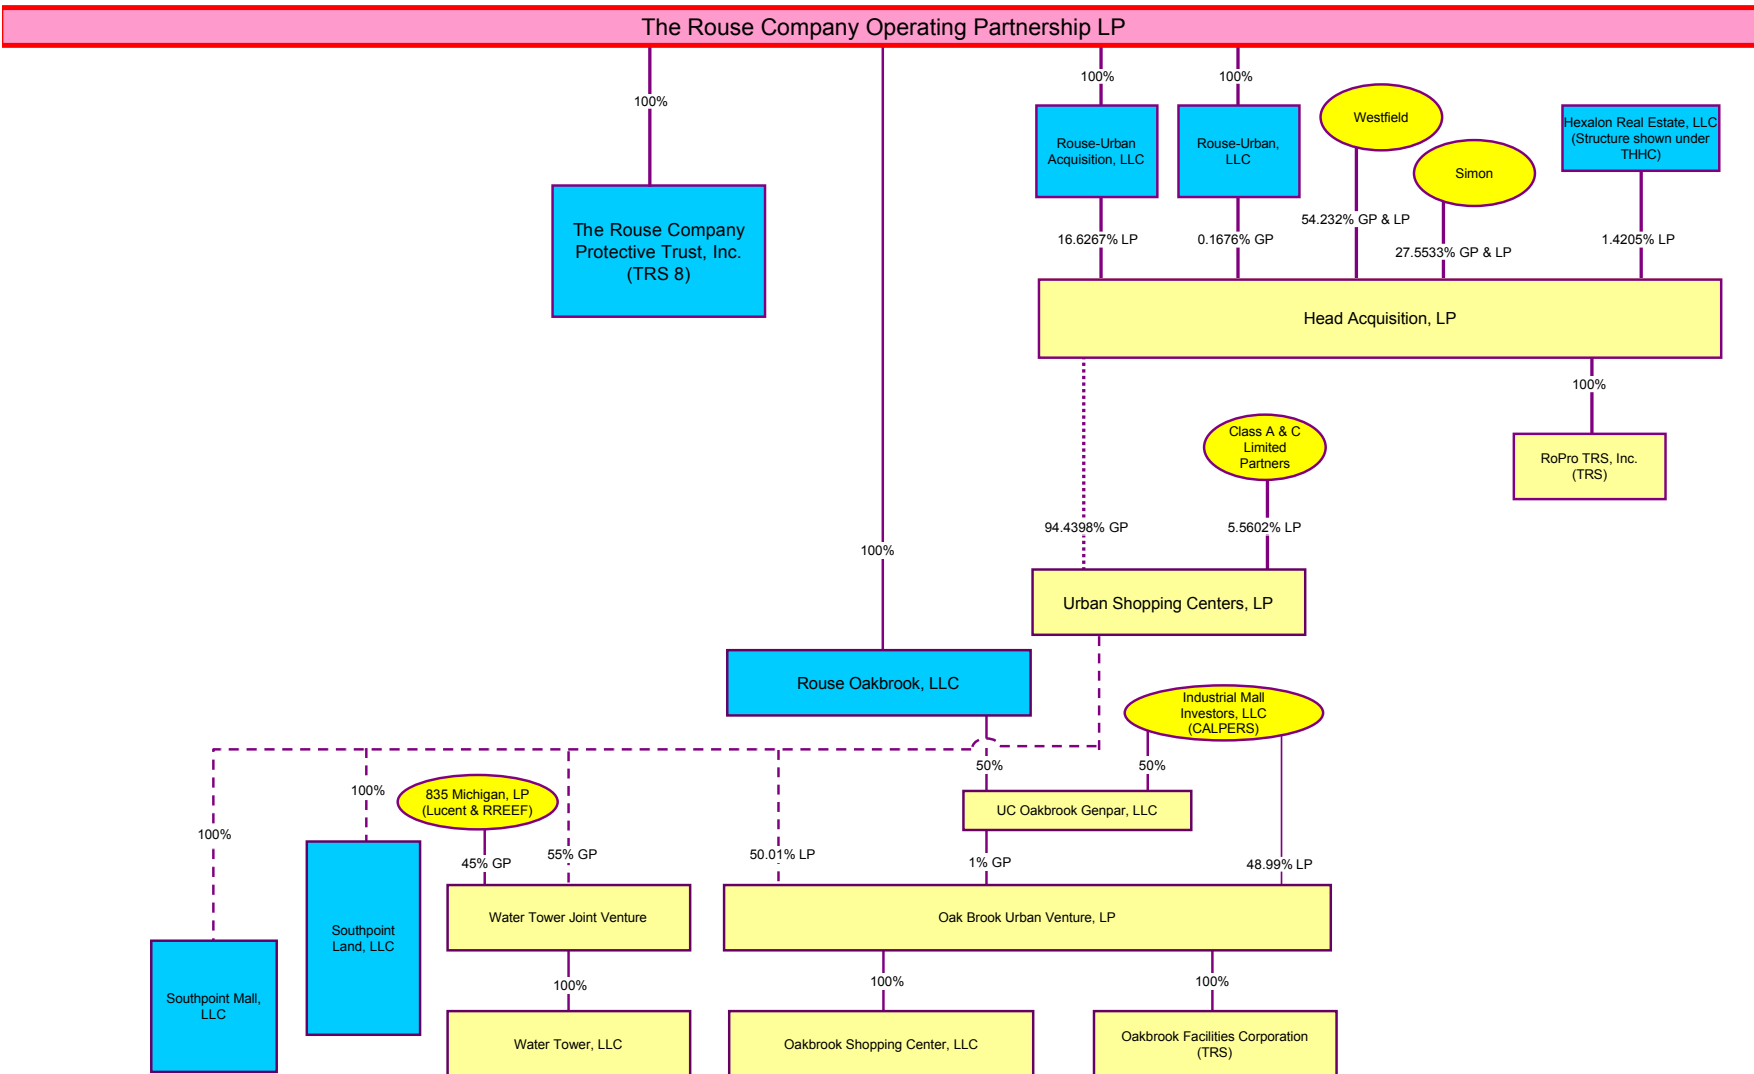 The Rouse Company Operating Partnership LP
100%
100%
100%
Westfield
Hexalon Real Estate, LLC
(Structure shown under
THHC)
Rouse-Urban
Acquisition, LLC
Rouse-Urban,
LLC
Simon
The Rouse Company
Protective Trust, Inc.
(TRS 8)
54.232% GP & LP
16.6267% LP
0.1676% GP
27.5533% GP & LP
1.4205% LP
Head Acquisition, LP
100%
Class A & C
Limited
Partners
RoPro TRS, Inc.
(TRS)
94.4398% GP
5.5602% LP
100%
Urban Shopping Centers, LP
Rouse Oakbrook, LLC
Industrial Mall
Investors, LLC
(CALPERS)
50%
50%
100%
835 Michigan, LP
(Lucent & RREEF)
UC Oakbrook Genpar, LLC
100%
45% GP
55% GP
50.01% LP
1% GP
48.99% LP
Water Tower Joint Venture
Oak Brook Urban Venture, LP
Southpoint
Land, LLC
100%
100%
100%
Southpoint Mall,
LLC
Water Tower, LLC
Oakbrook Shopping Center, LLC
Oakbrook Facilities Corporation
(TRS)